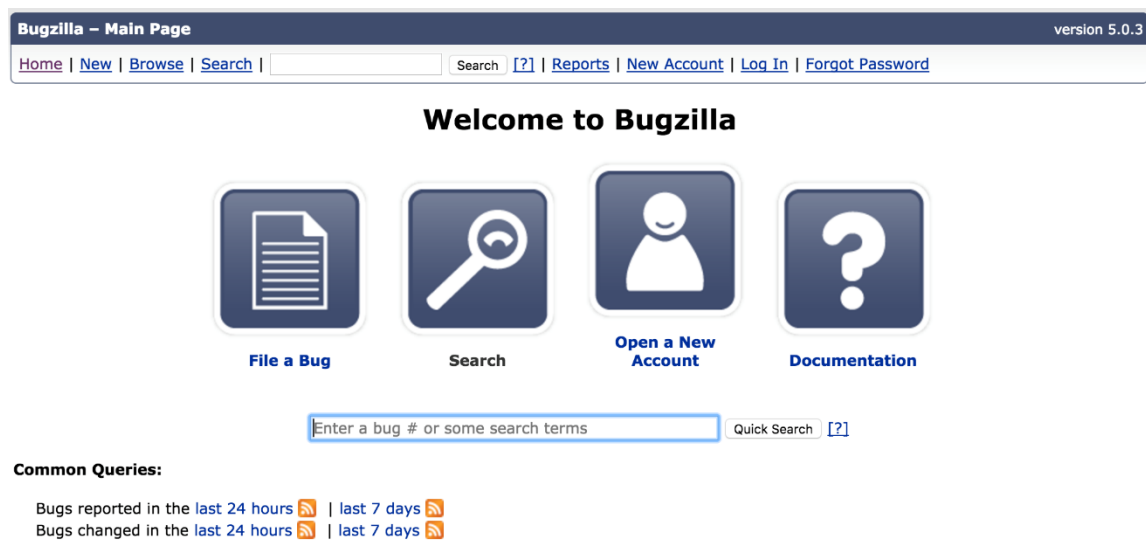 Bugzilla – Main Page version 5.0.3
Home | New | Browse | Search | Search [?] | Reports | New Account | Log In | Forgot Password
Welcome to Bugzilla
File a Bug
Search
Open a New
Account
Documentation
Enter a bug # or some search terms Quick Search [?]
Common Queries:
Bugs reported in the last 24 hours | last 7 days
Bugs changed in the last 24 hours | last 7 days